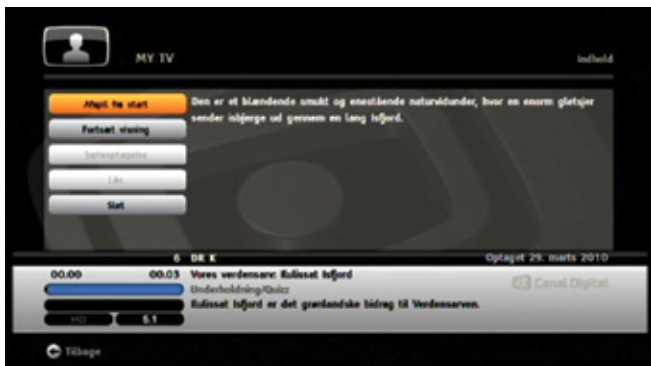 MY TV
Indhold
Afspil fra start
Den er et blændende smukt og enestående naturvidunder, hvor en enorm gletsjer
sender isbjerge ud gennem en lang Isfjord.
Fortsæt visning
Serieoptagelse
Lås
Slet
6 DR K
Optaget 29. marts 2010
00.00 00.03 Vores verdensarv: Ilulissat Isfjord
Underholdning/Quizz
Ilulissat Isfjord er det grønlandske bidrag til Verdensarven.
Canal Digital
HD 5.1
Tilbage